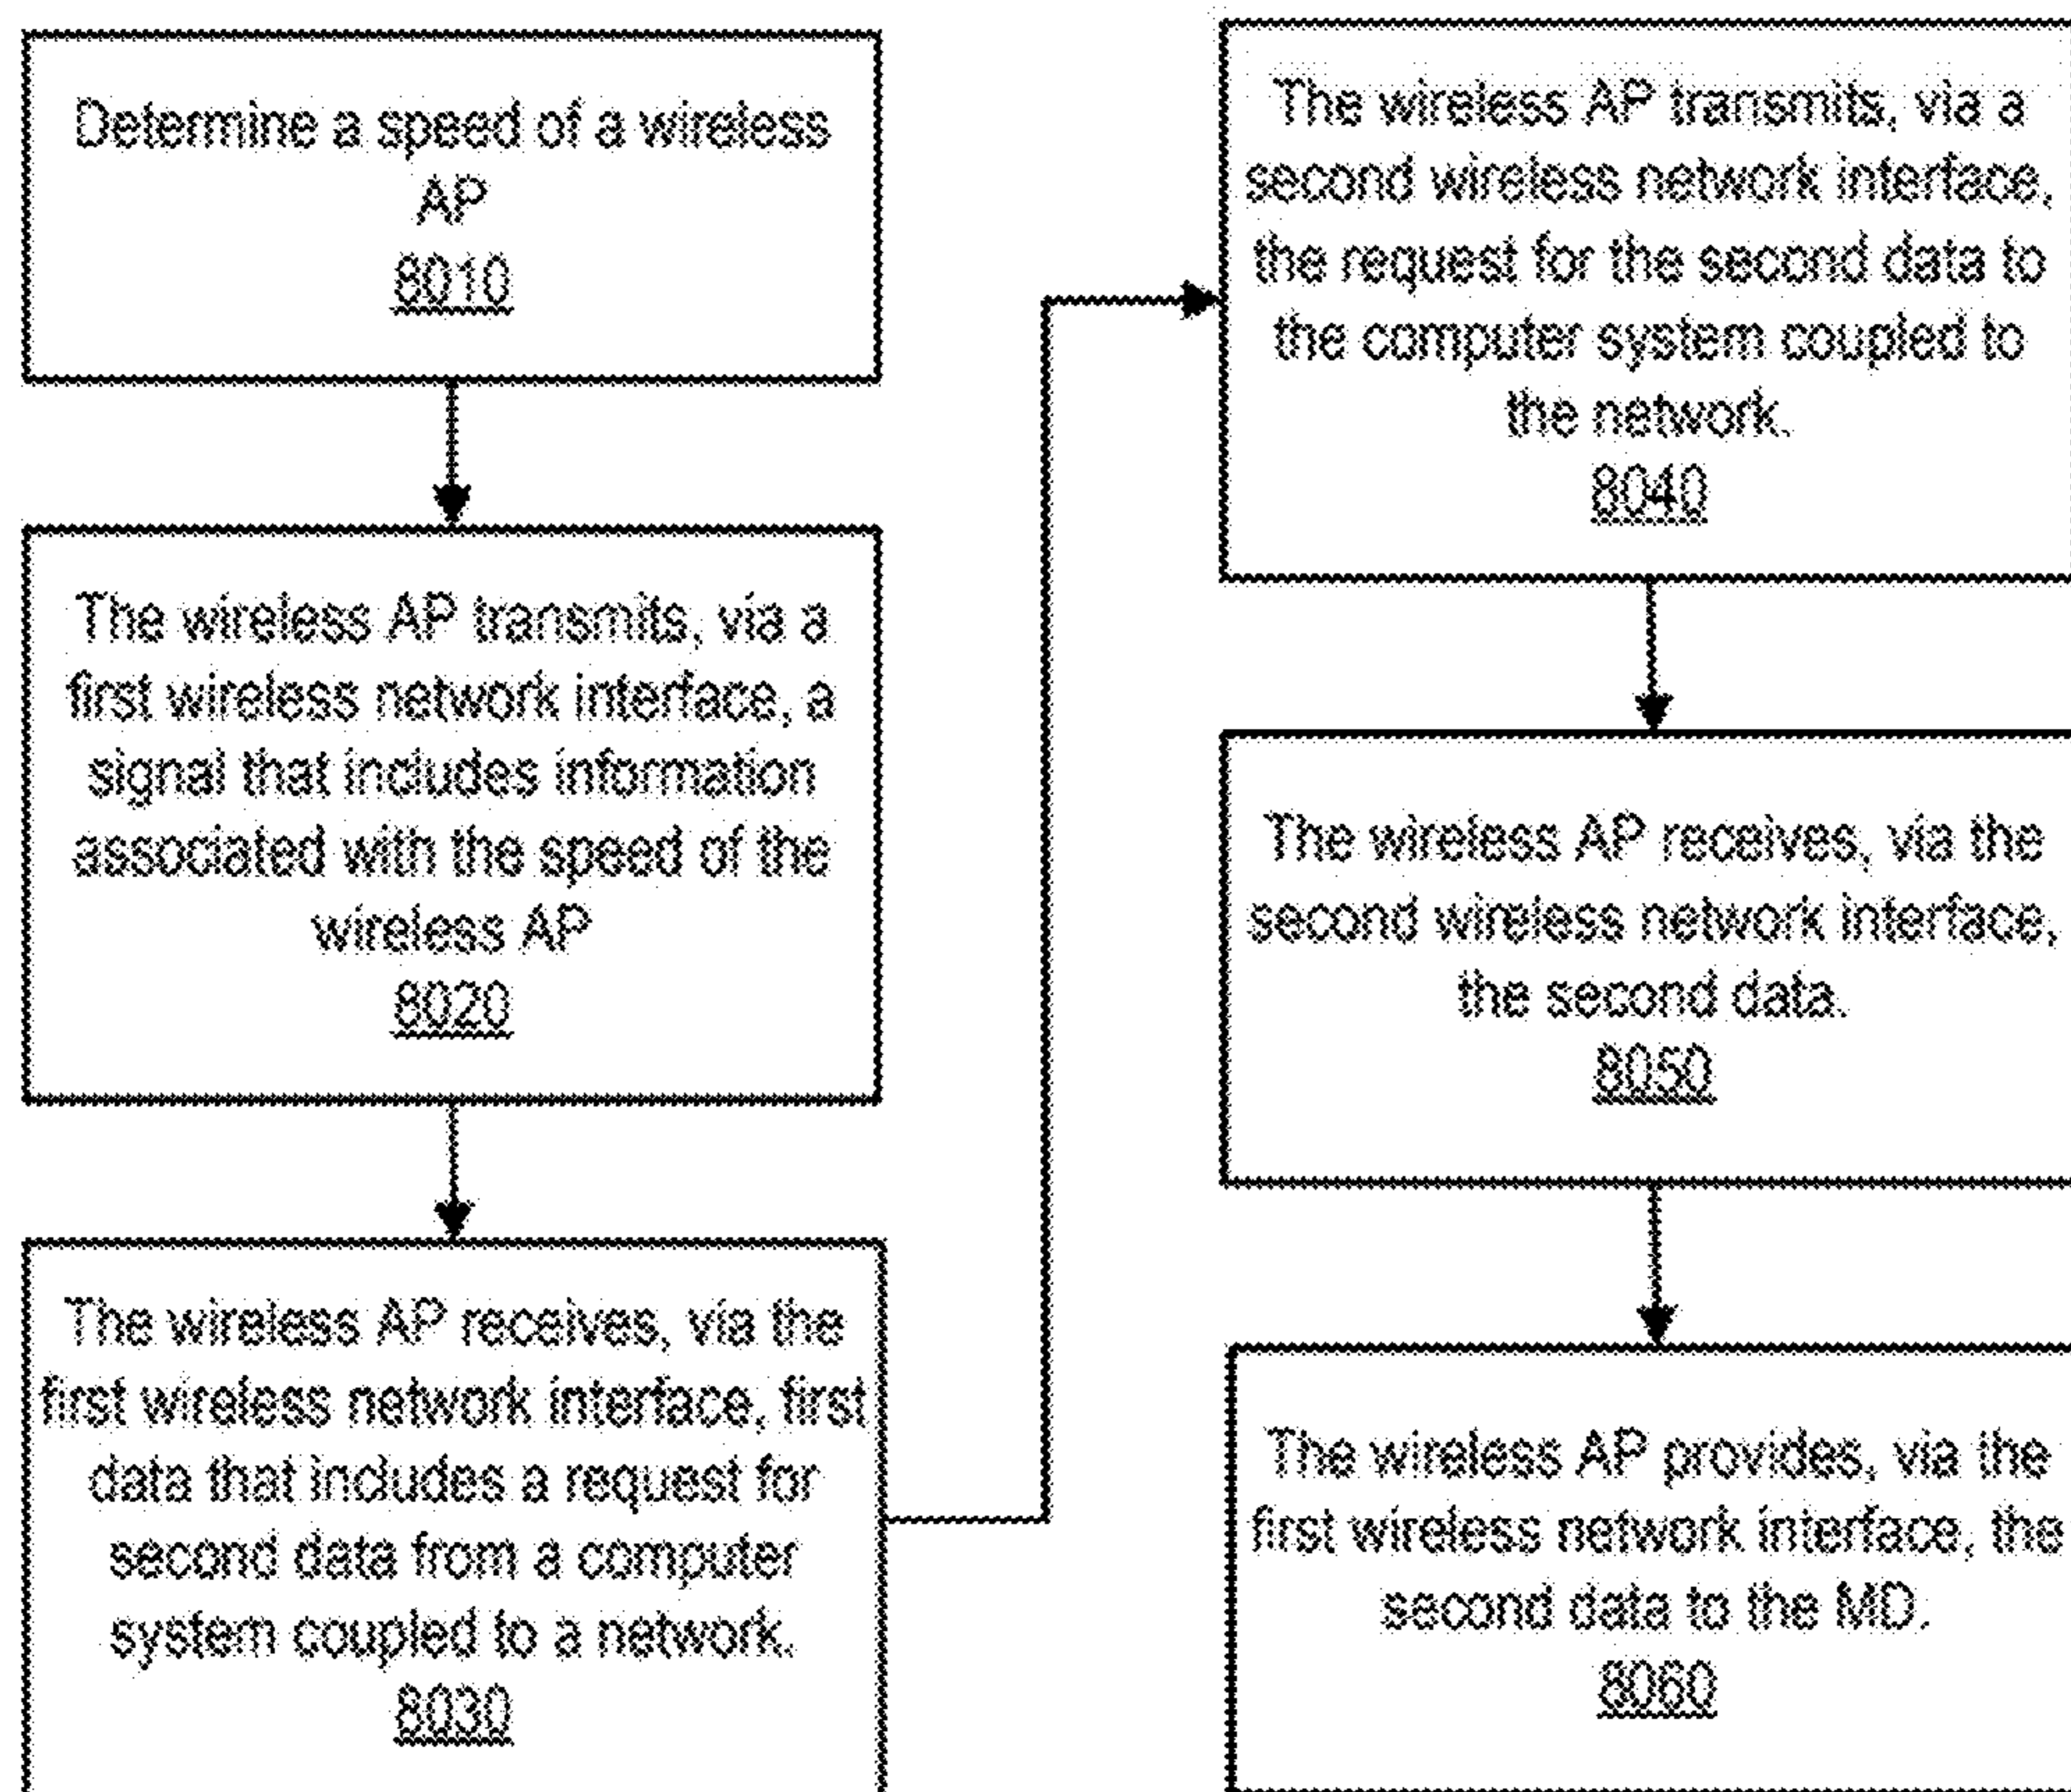 Determine a speed of a wireless
AP
8010
The wireless AP transmits, via a
first wireless network interface, a
signal that includes information
associated with the speed of the
wireless AP
8020
The wireless AP receives, via the
first wireless network interface, first
data that includes a request for
second data from a computer
system coupled to a network.
8030
The wireless AP transmits, via a
second wireless network interface,
the request for the second data to
the computer system coupled to
the network.
8040
The wireless AP receives, via the
second wireless network interface,
the second data.
8050
The wireless AP provides, via the
first wireless network interface, the
second data to the MD.
8060